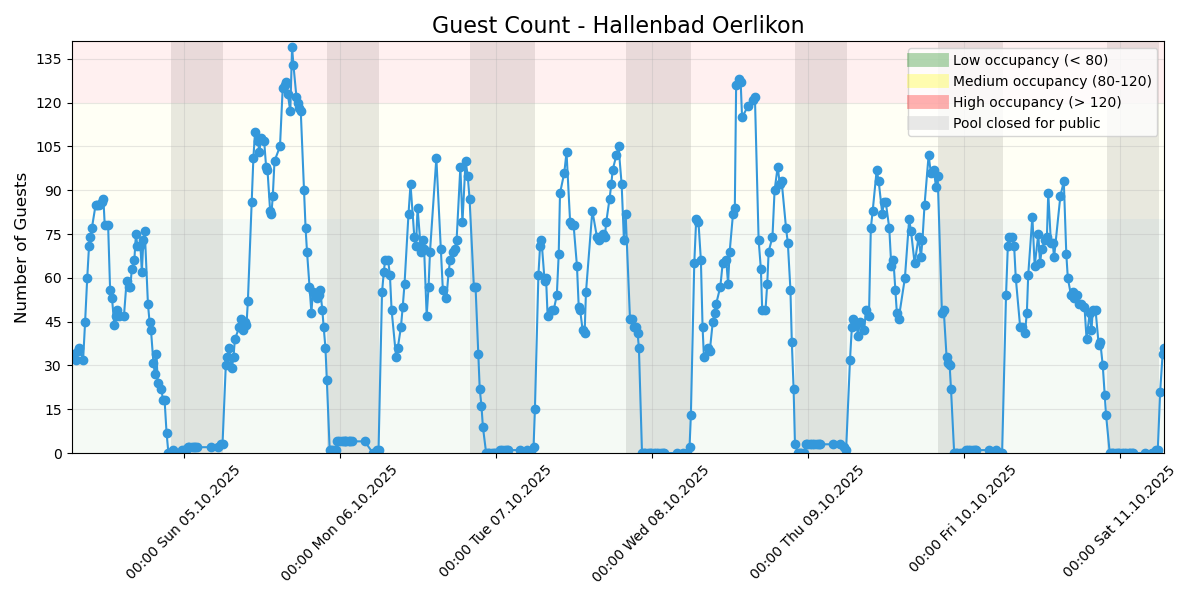 Guest Count - Hallenbad Oerlikon
Number of Guests
135
120
105
90
75
60
45
30
15
0
Low occupancy (< 80)
Medium occupancy (80-120)
High occupancy (> 120)
Pool closed for public
00:00 Sun 05.10.2025
00:00 Mon 06.10.2025
00:00 Tue 07.10.2025
00:00 Wed 08.10.2025
00:00 Thu 09.10.2025
00:00 Fri 10.10.2025
00:00 Sat 11.10.2025